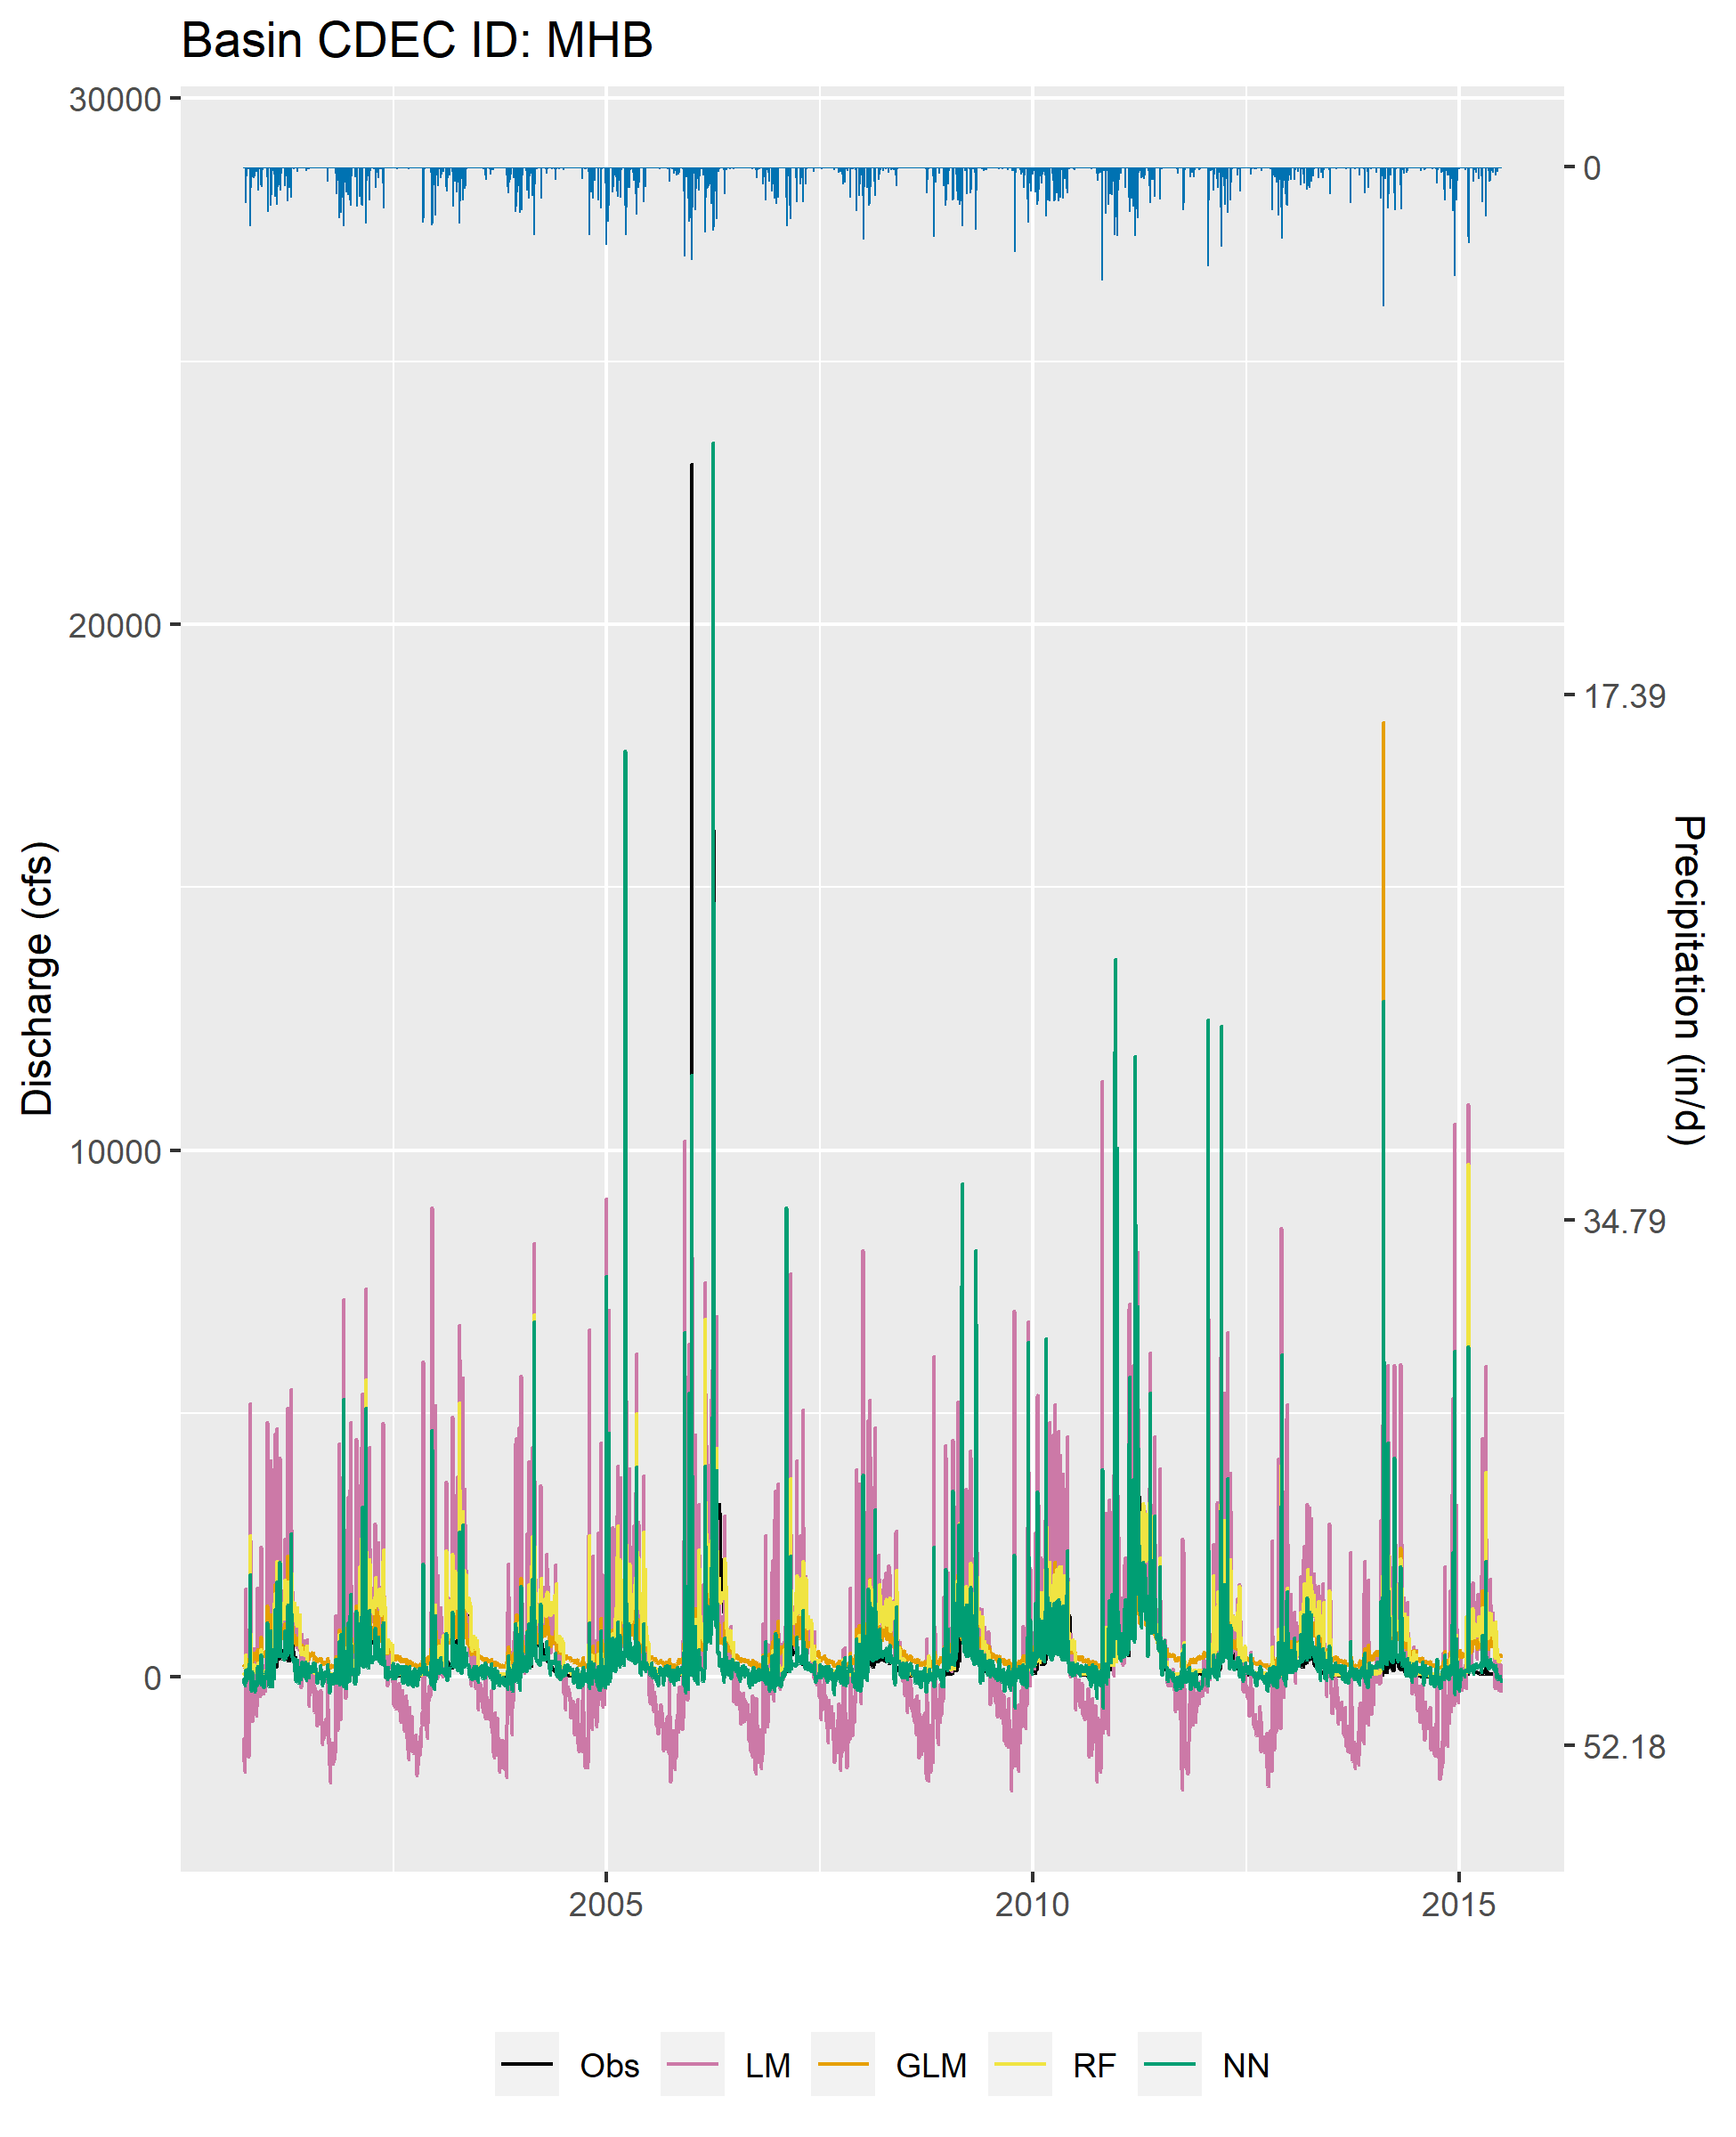 Basin CDEC ID: MHB
30000
20000
10000
0
Discharge (cfs)
0
17.39
34.79
52.18
Precipitation (in/d)
2005
2010
2015
Obs LM GLM RF NN